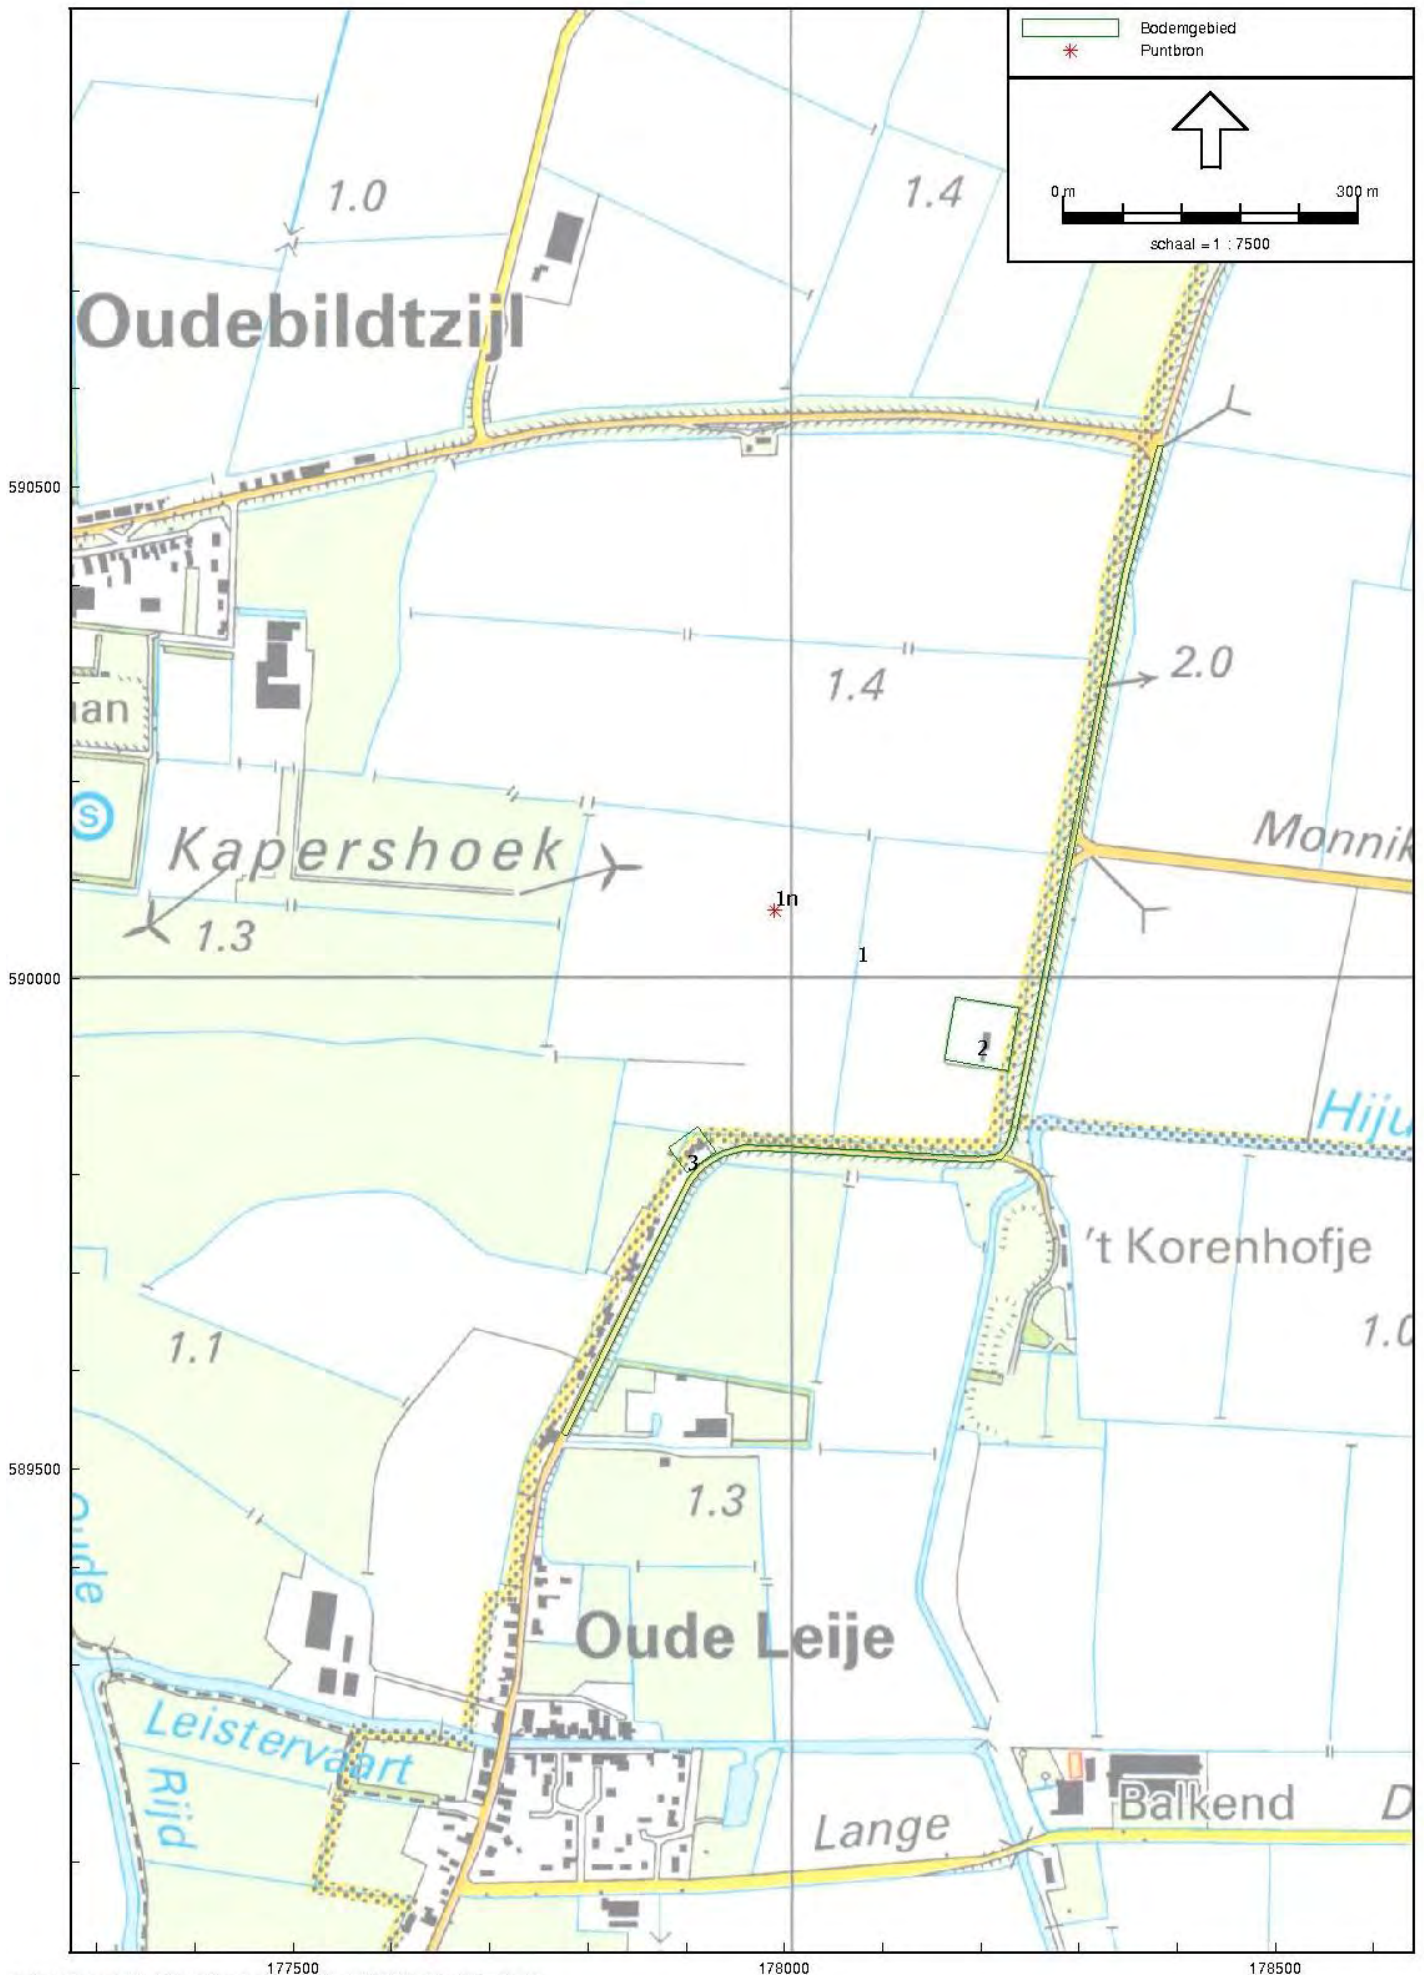 Bodemgebied
Puntbron
0 m 300 m
schaal = 1 : 7500
1.0
1.4
Oudebildtzijl
590500
2.0
1.4
S
Kapershoek
Monnik
1n
1.3
1
590000
2
Hiju
3
't Korenhofje
1.1
1.0
589500
1.3
Oude
Oude Leije
Leistervaart
Rijd
Balkend
D
Lange
177500 178000 178500